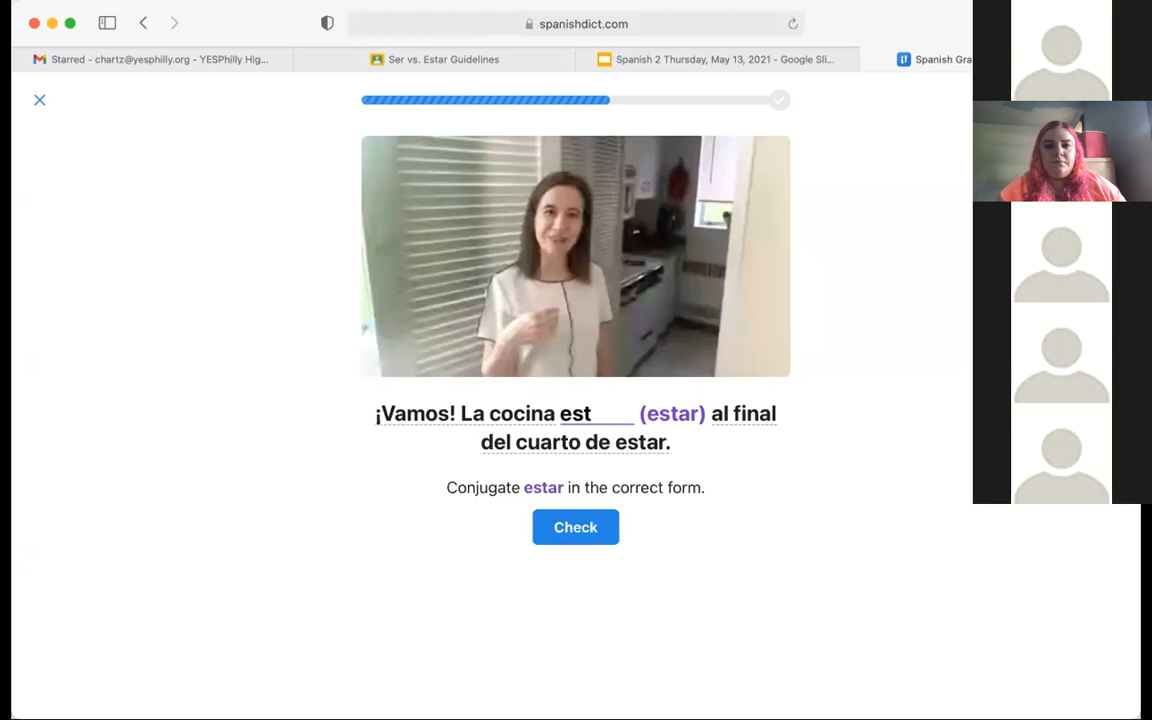 spanishdict.com
Starred - chartz@yesphilly.org - YESPhilly Hig...
Ser vs. Estar Guidelines
Spanish 2 Thursday, May 13, 2021 - Google Sli...
Spanish Gra
¡Vamos! La cocina est (estar) al final
del cuarto de estar.
Conjugate estar in the correct form.
Check